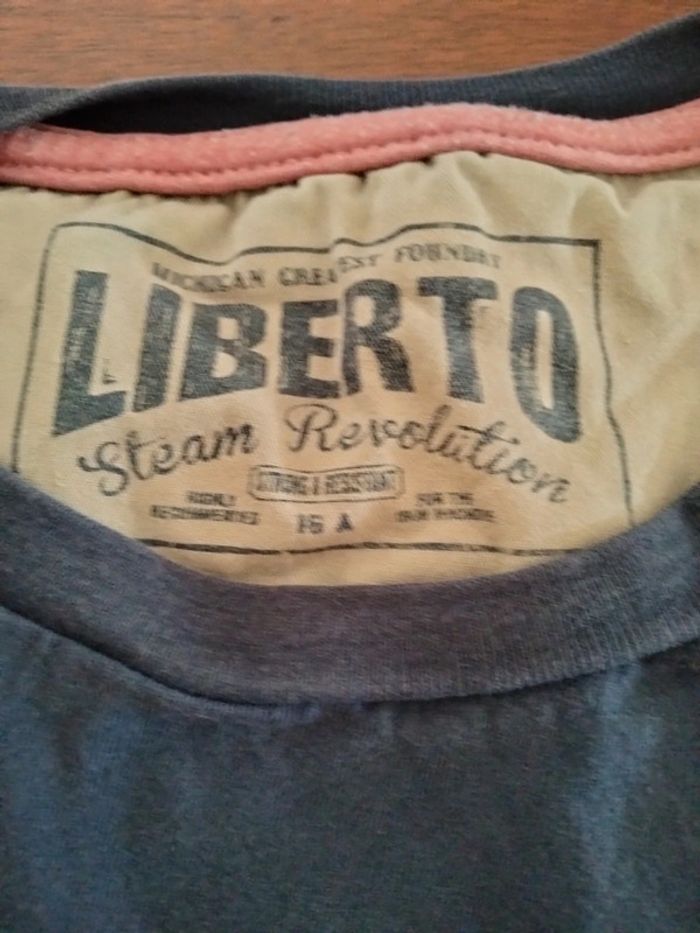 MICHIGAN GREATEST FOUNDRY
LIBERTO
Steam Revolution
STRONG & RESISTANT
HIGHLY
RECOMMENDED
16 A
FOR THE